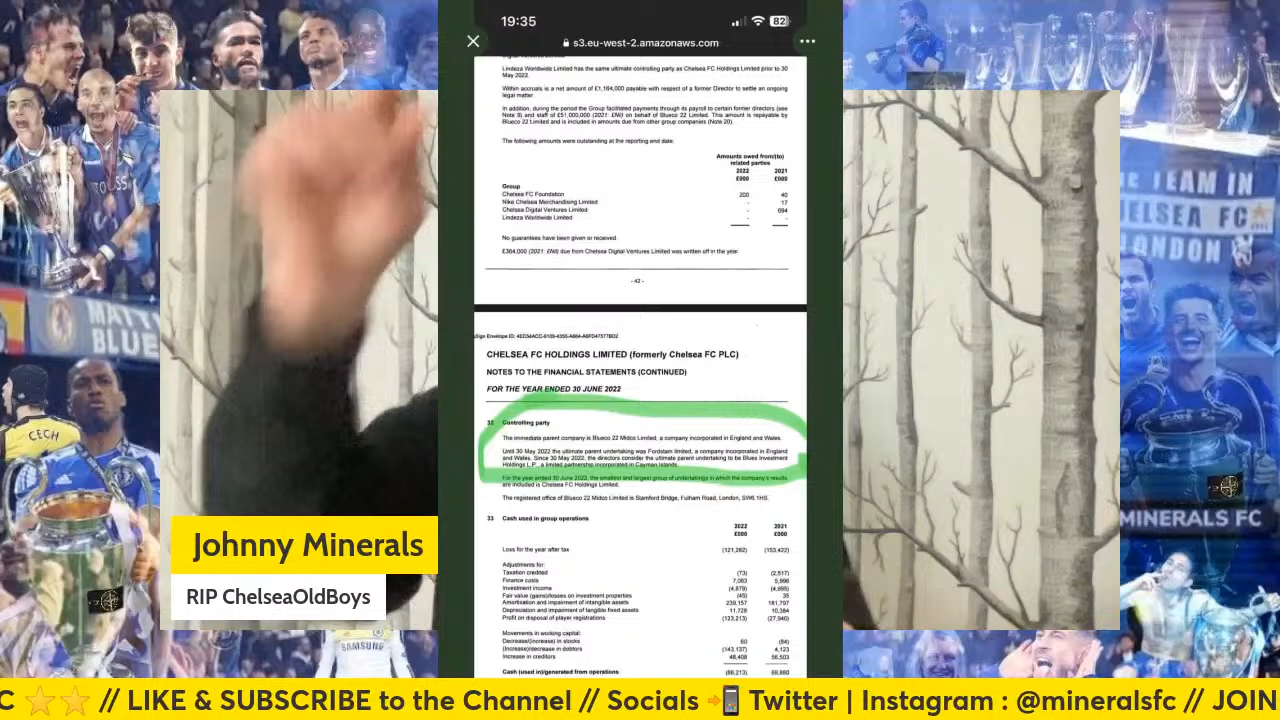 19:35
82
s3.eu-west-2.amazonaws.com
Lindeza Worldwide Limited has the same ultimate controlling party as Chelsea FC Holdings Limited prior to 30
May 2022.
Within accruals is a net amount of £1,164,000 payable with respect of a former Director to settle an ongoing
legal matter.
In addition, during the period the Group facilitated payments through its payroll to certain former directors (see
Note 9) and staff of £51,000,000 (2021: £Nil) on behalf of Blueco 22 Limited. This amount is repayable by
Blueco 22 Limited and is included in amounts due from other group companies (Note 20).
The following amounts were outstanding at the reporting end date:
Amounts owed from/(to)
related parties
2022 2021
£000 £000
Group
Chelsea FC Foundation 200 40
Nike Chelsea Merchandising Limited - 17
Chelsea Digital Ventures Limited - 694
Lindeza Worldwide Limited - -
No guarantees have been given or received.
£364,000 (2021: £Nil) due from Chelsea Digital Ventures Limited was written off in the year.
- 42 -
CHELSEA FC HOLDINGS LIMITED (formerly Chelsea FC PLC)
NOTES TO THE FINANCIAL STATEMENTS (CONTINUED)
FOR THE YEAR ENDED 30 JUNE 2022
32 Controlling party
The immediate parent company is Blueco 22 Midco Limited, a company incorporated in England and Wales.
Until 30 May 2022 the ultimate parent undertaking was Fordstam limited, a company incorporated in England
and Wales. Since 30 May 2022, the directors consider the ultimate parent undertaking to be Blues Investment
Holdings L.P., a limited partnership incorporated in Cayman Islands.
For the year ended 30 June 2022, the smallest and largest group of undertakings in which the company's results
are included is Chelsea FC Holdings Limited.
The registered office of Blueco 22 Midco Limited is Stamford Bridge, Fulham Road, London, SW6 1HS.
33 Cash used in group operations
2022 2021
£000 £000
Loss for the year after tax (121,282) (153,422)
Adjustments for:
Taxation credited (73) (2,517)
Finance costs 7,063 5,996
Investment income (4,879) (4,995)
Fair value (gains)/losses on investment properties (45) 35
Amortisation and impairment of intangible assets 239,157 181,797
Depreciation and impairment of tangible fixed assets 11,728 10,384
Profit on disposal of player registrations (123,213) (27,940)
Movements in working capital:
Decrease/(increase) in stocks 60 (84)
(Increase)/decrease in debtors (143,137) 4,123
Increase in creditors 48,408 56,503
Cash (used in)/generated from operations (86,213) 69,880
CECH
MATT
BLUE
SAMSUNG
CHELSEA FC
LONDON
MINERALS FC
Johnny Minerals
RIP ChelseaOldBoys
C ⭐⭐ // LIKE & SUBSCRIBE to the Channel // Socials 📲 Twitter | Instagram : @mineralsfc // JOIN